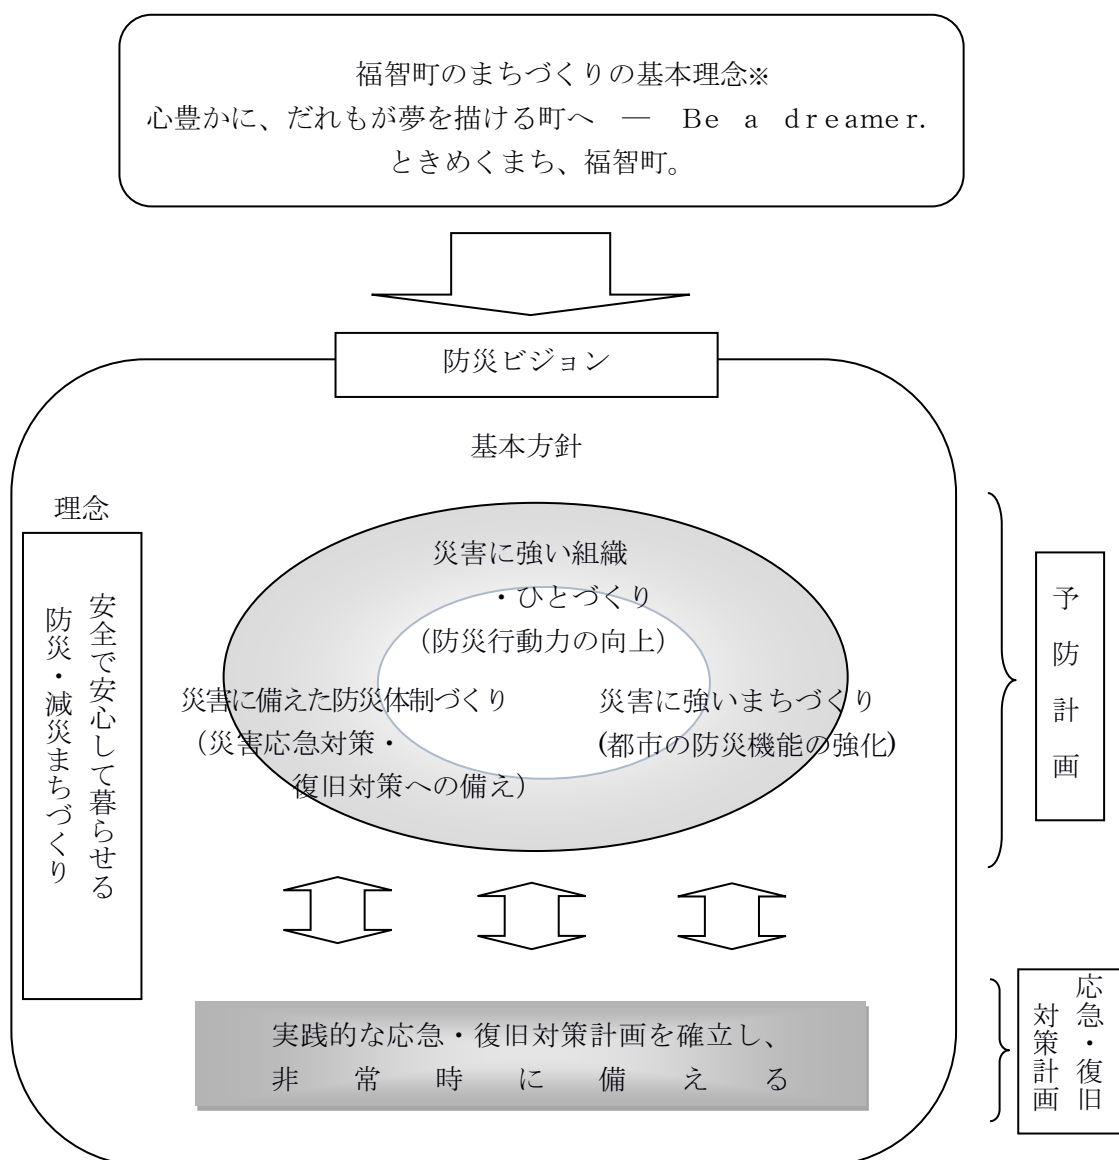 福智町のまちづくりの基本理念※
心豊かに、だれもが夢を描ける町へ　―　Be a dreamer.
ときめくまち、福智町。
防災ビジョン
基本方針
理念
安全で安心して暮らせる
防災・減災まちづくり
災害に強い組織
・ひとづくり
（防災行動力の向上）
災害に備えた防災体制づくり
（災害応急対策・
復旧対策への備え）
災害に強いまちづくり
(都市の防災機能の強化)
予防計画
実践的な応急・復旧対策計画を確立し、
非常時に備える
応急・復旧
対策計画